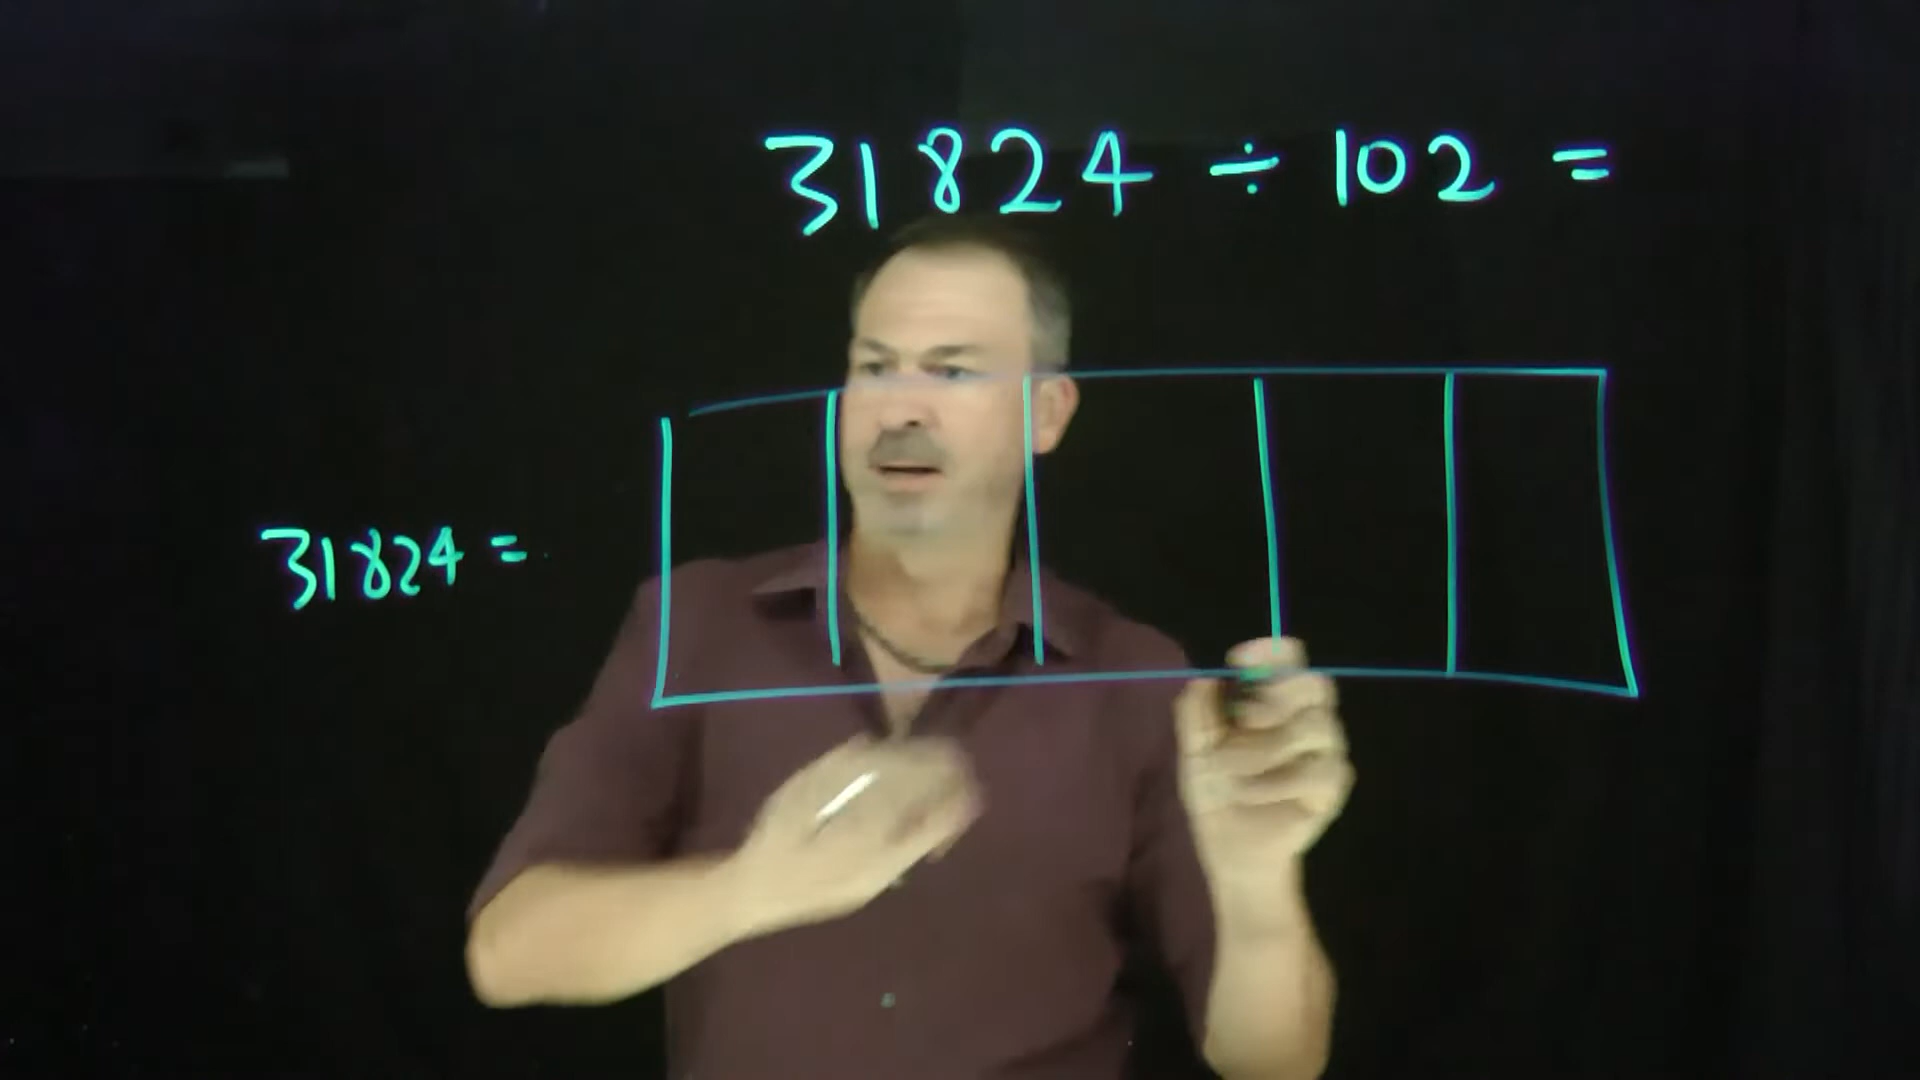 31824 ÷ 102 =
31824 =